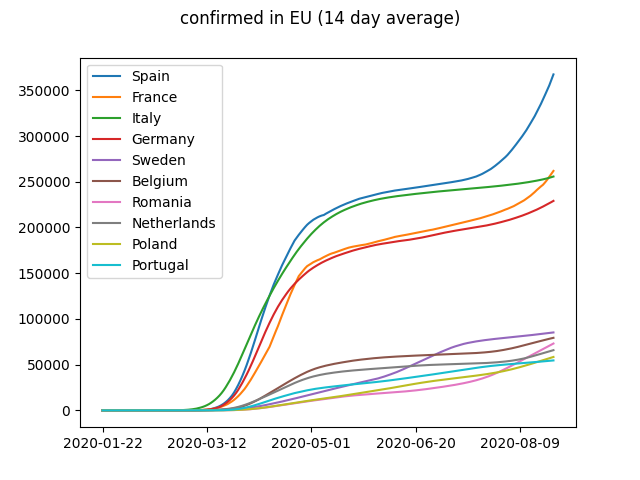 confirmed in EU (14 day average)
350000
300000
250000
200000
150000
100000
50000
0
Spain
France
Italy
Germany
Sweden
Belgium
Romania
Netherlands
Poland
Portugal
2020-01-22 2020-03-12 2020-05-01 2020-06-20 2020-08-09